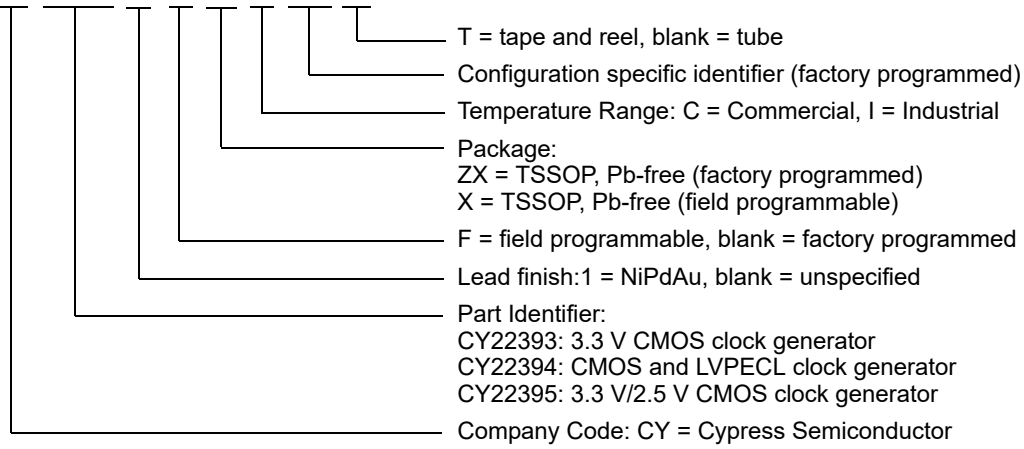 T = tape and reel, blank = tube
Configuration specific identifier (factory programmed)
Temperature Range: C = Commercial, I = Industrial
Package:
ZX = TSSOP, Pb-free (factory programmed)
X = TSSOP, Pb-free (field programmable)
F = field programmable, blank = factory programmed
Lead finish:1 = NiPdAu, blank = unspecified
Part Identifier:
CY22393: 3.3 V CMOS clock generator
CY22394: CMOS and LVPECL clock generator
CY22395: 3.3 V/2.5 V CMOS clock generator
Company Code: CY = Cypress Semiconductor